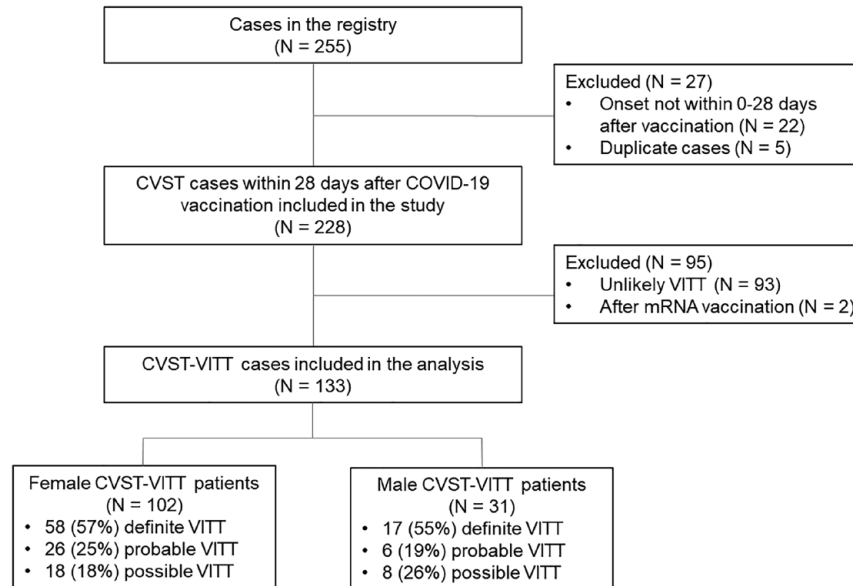 Cases in the registry
(N = 255)
Excluded (N = 27)
• Onset not within 0-28 days
after vaccination (N = 22)
• Duplicate cases (N = 5)
CVST cases within 28 days after COVID-19
vaccination included in the study
(N = 228)
Excluded (N = 95)
• Unlikely VITT (N = 93)
• After mRNA vaccination (N = 2)
CVST-VITT cases included in the analysis
(N = 133)
Female CVST-VITT patients
(N = 102)
• 58 (57%) definite VITT
• 26 (25%) probable VITT
• 18 (18%) possible VITT
Male CVST-VITT patients
(N = 31)
• 17 (55%) definite VITT
• 6 (19%) probable VITT
• 8 (26%) possible VITT